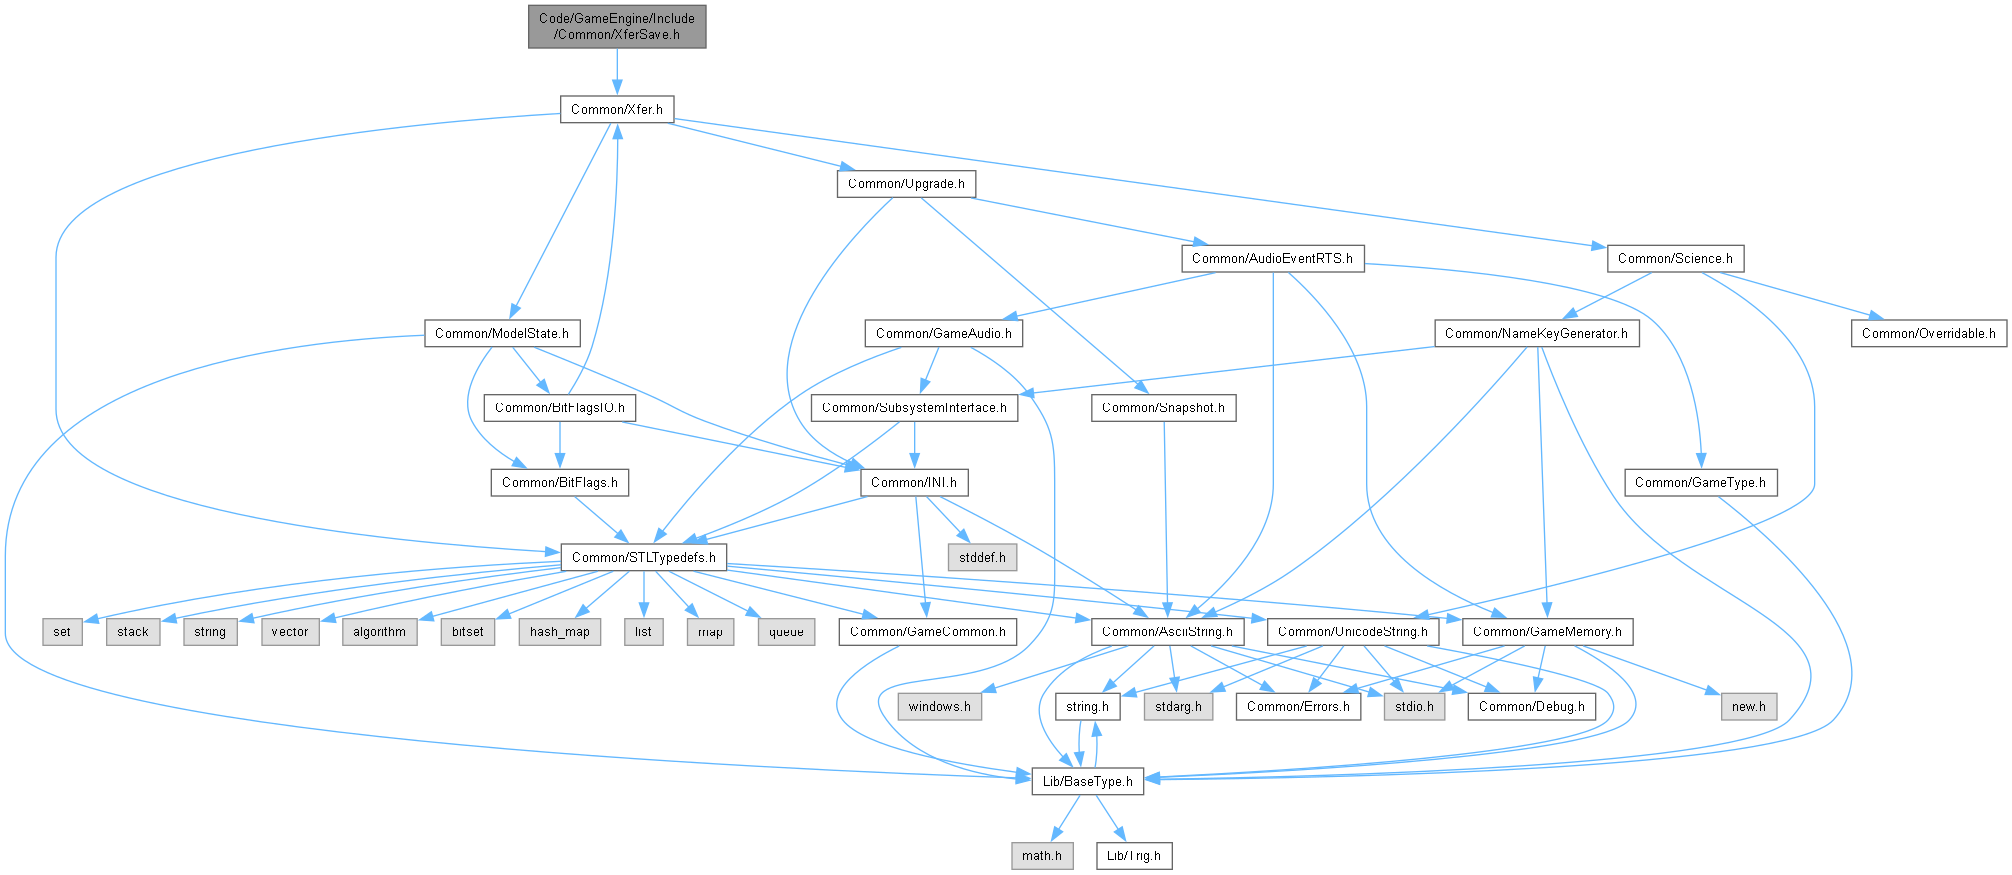 Code/GameEngine/Include
/Common/XferSave.h
Common/Xfer.h
Common/Upgrade.h
Common/AudioEventRTS.h
Common/Science.h
Common/ModelState.h
Common/GameAudio.h
Common/NameKeyGenerator.h
Common/Overridable.h
Common/BitFlagsIO.h
Common/SubsystemInterface.h
Common/Snapshot.h
Common/BitFlags.h
Common/INI.h
Common/GameType.h
Common/STLTypedefs.h
stddef.h
set
stack
string
vector
algorithm
bitset
hash_map
list
map
queue
Common/GameCommon.h
Common/AsciiString.h
Common/UnicodeString.h
Common/GameMemory.h
windows.h
string.h
stdarg.h
Common/Errors.h
stdio.h
Common/Debug.h
new.h
Lib/BaseType.h
math.h
Lib/Trig.h